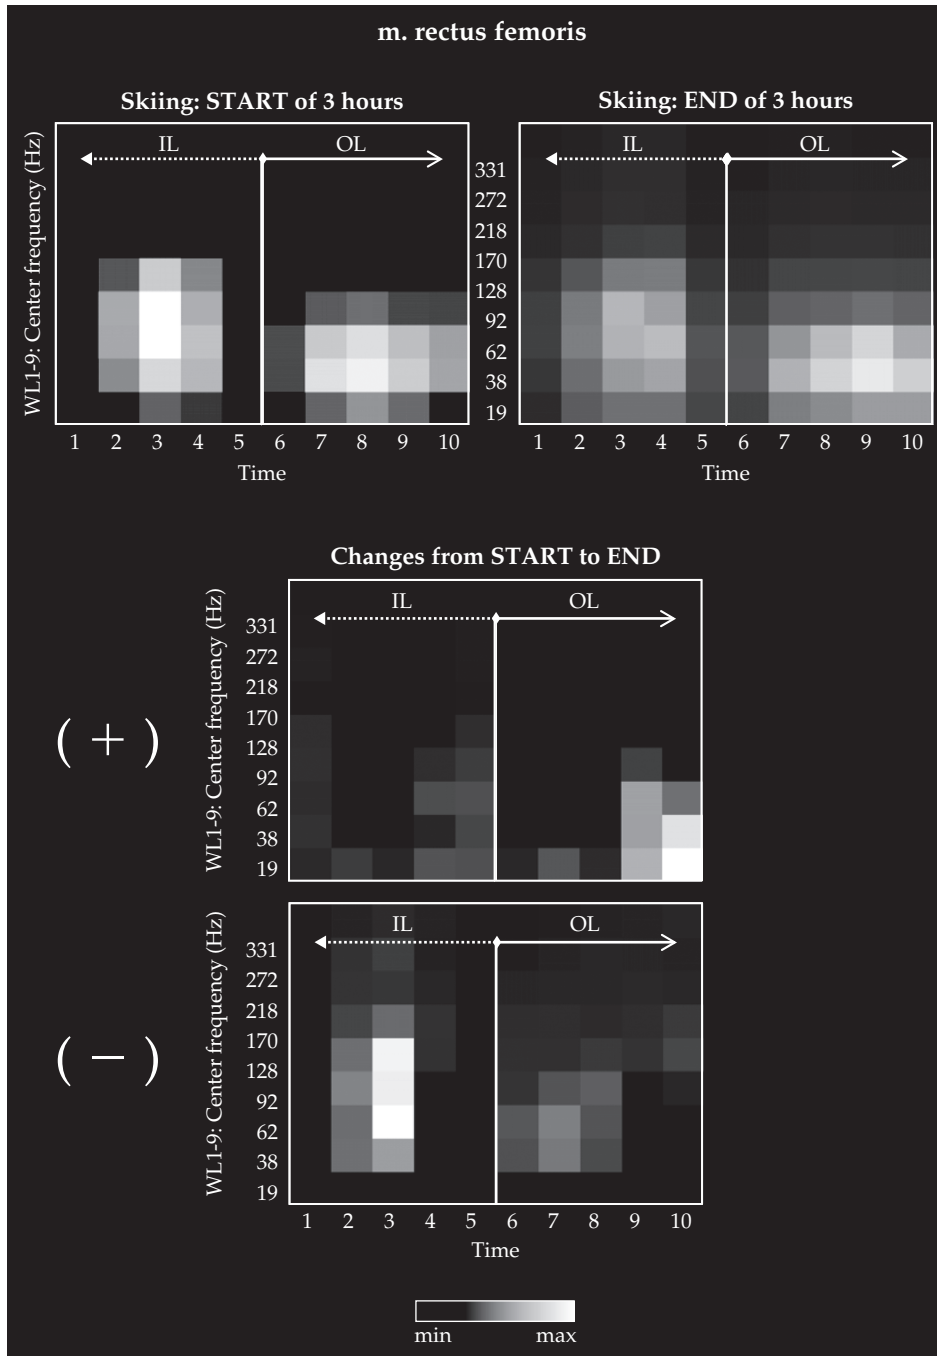 m. rectus femoris
Skiing: START of 3 hours
Skiing: END of 3 hours
WL1-9: Center frequency (Hz)
IL
OL
IL
OL
331
272
218
170
128
92
62
38
19
1 2 3 4 5 6 7 8 9 10
1 2 3 4 5 6 7 8 9 10
Time
Time
Changes from START to END
( + )
WL1-9: Center frequency (Hz)
IL
OL
331
272
218
170
128
92
62
38
19
( − )
WL1-9: Center frequency (Hz)
IL
OL
331
272
218
170
128
92
62
38
19
1 2 3 4 5 6 7 8 9 10
Time
min max